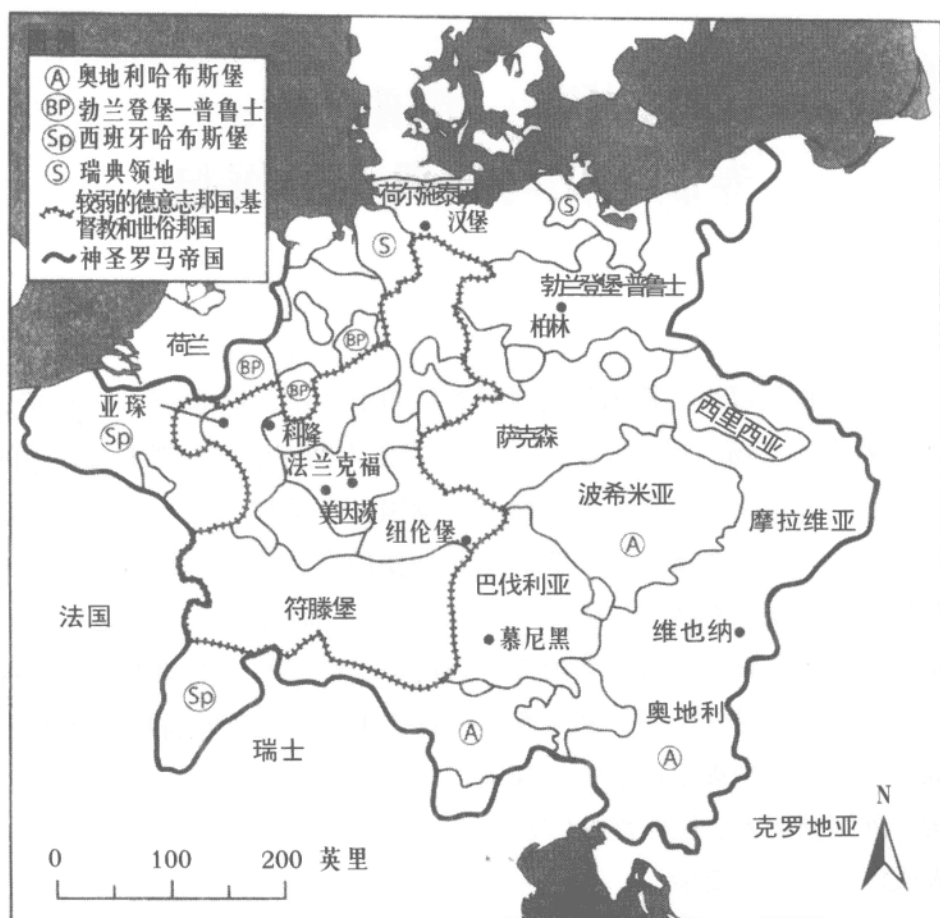 A 奥地利哈布斯堡
BP 勃兰登堡—普鲁士
Sp 西班牙哈布斯堡
S 瑞典领地
较弱的德意志邦国,基
督教和世俗邦国
神圣罗马帝国
荷尔施泰因
S
汉堡
S
勃兰登堡-普鲁士
柏林
荷兰
BP
BP
BP
亚琛
Sp
科隆
萨克森
西里西亚
法兰克福
美因茨
纽伦堡
波希米亚
A
摩拉维亚
巴伐利亚
符滕堡
法国
慕尼黑
维也纳
Sp
瑞士
A
奥地利
A
克罗地亚
N
0 100 200 英里